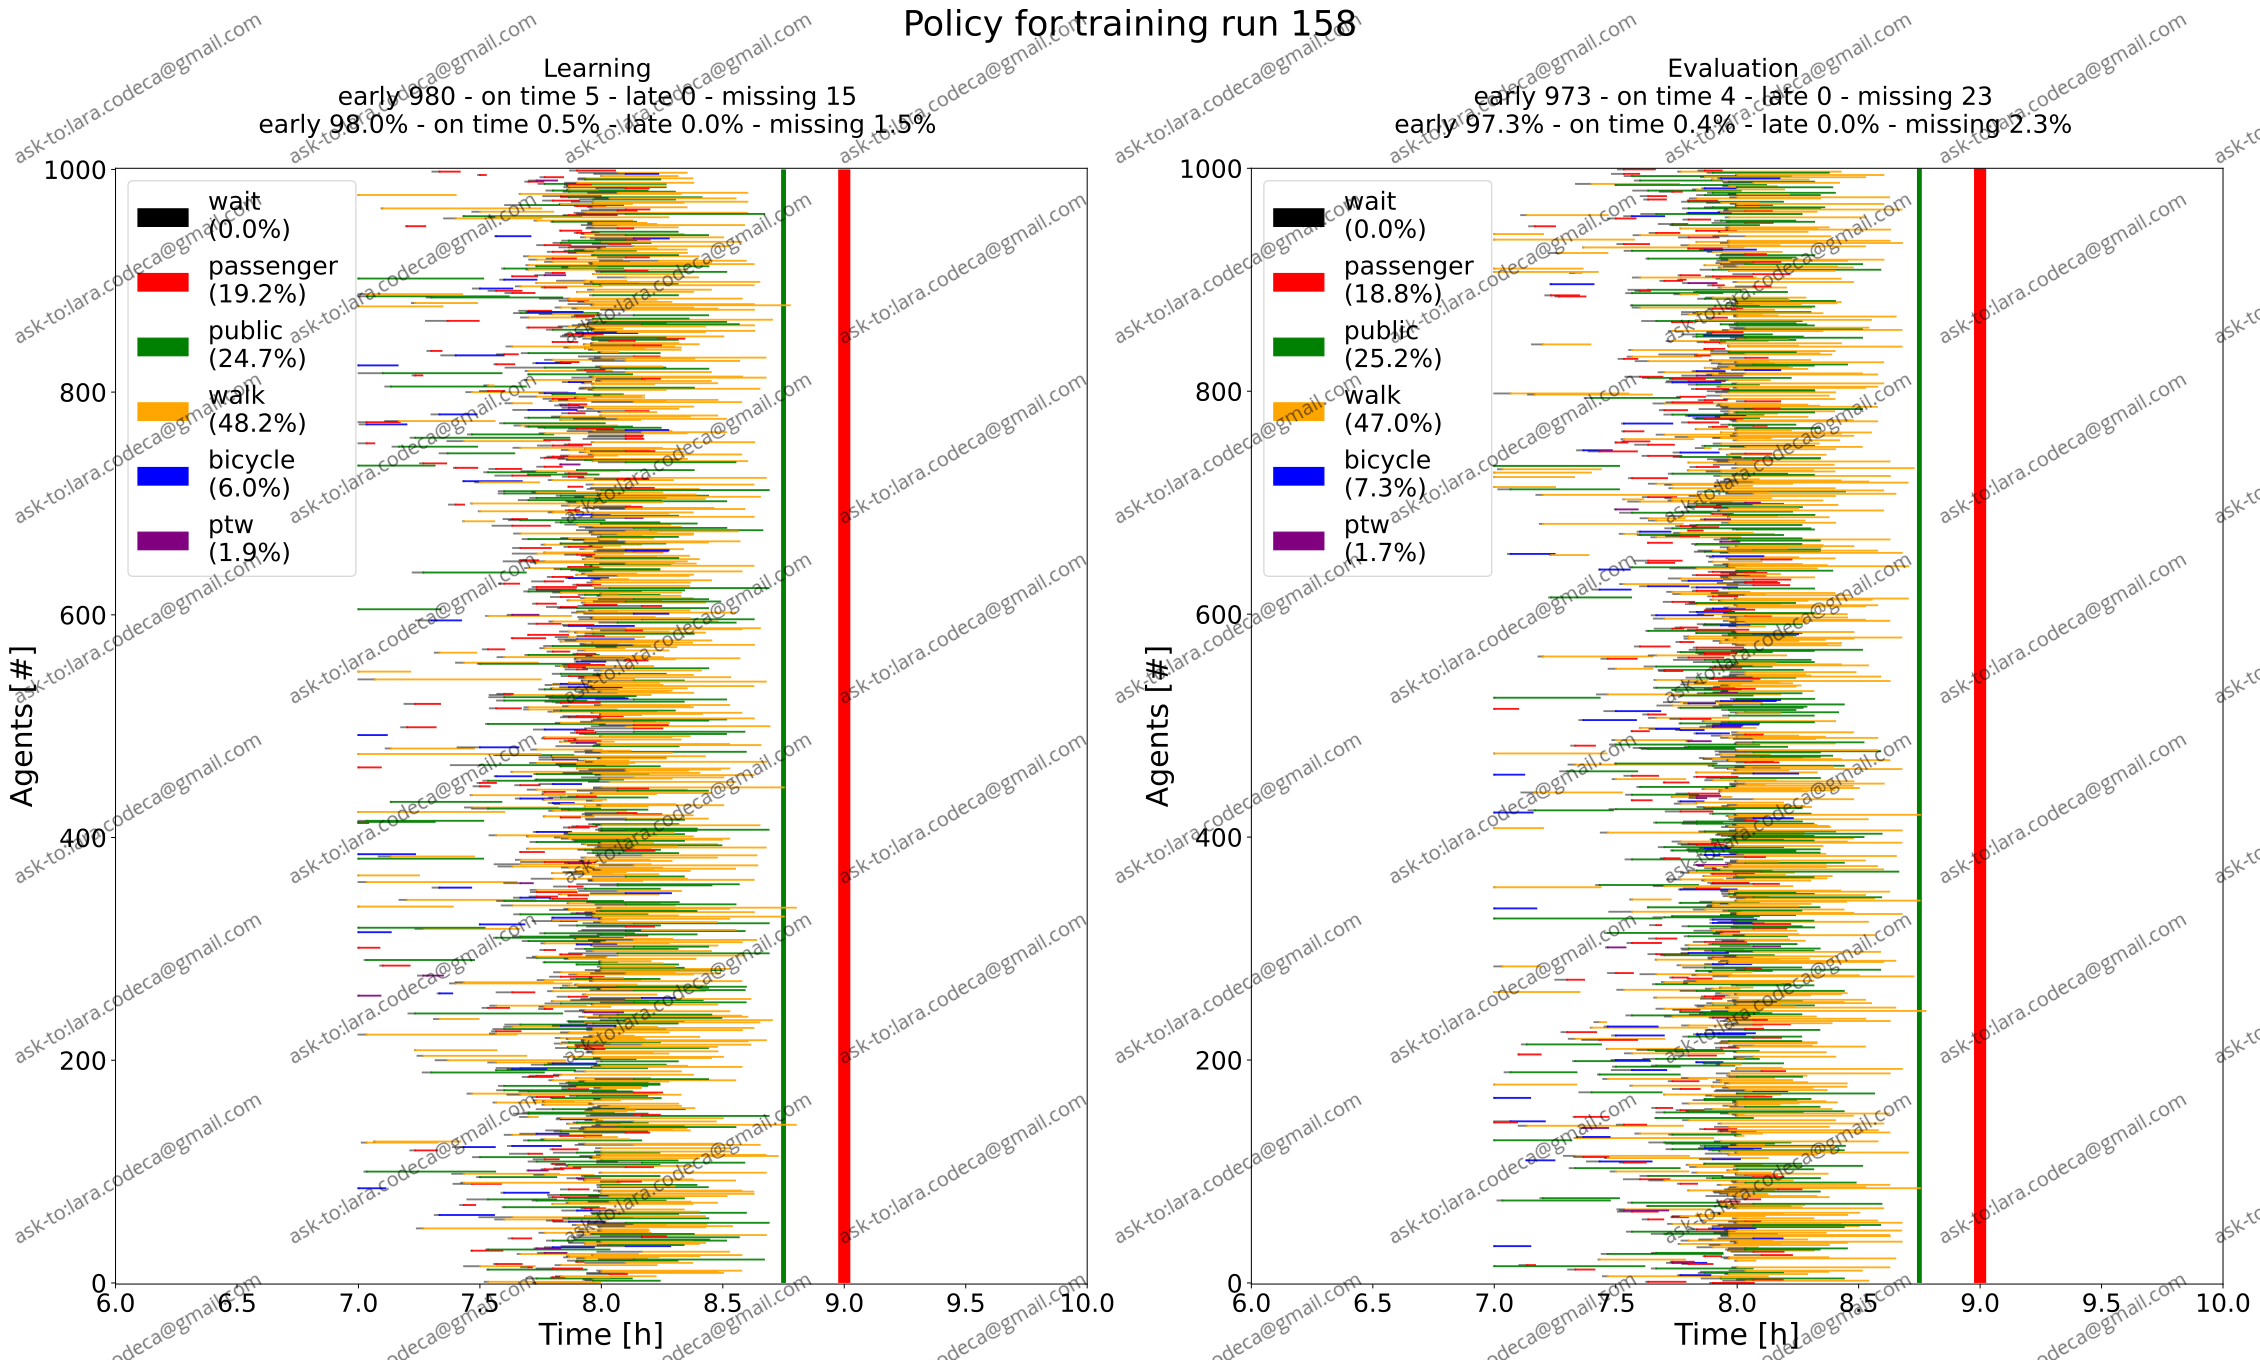 Policy for training run 158
Learning
early 980 - on time 5 - late 0 - missing 15
early 98.0% - on time 0.5% - late 0.0% - missing 1.5%
1000
800
600
400
200
0
Agents [#]
wait
(0.0%)
passenger
(19.2%)
public
(24.7%)
walk
(48.2%)
bicycle
(6.0%)
ptw
(1.9%)
6.0 6.5 7.0 7.5 8.0 8.5 9.0 9.5 10.0
Time [h]
Evaluation
early 973 - on time 4 - late 0 - missing 23
early 97.3% - on time 0.4% - late 0.0% - missing 2.3%
1000
800
600
400
200
0
Agents [#]
wait
(0.0%)
passenger
(18.8%)
public
(25.2%)
walk
(47.0%)
bicycle
(7.3%)
ptw
(1.7%)
6.0 6.5 7.0 7.5 8.0 8.5 9.0 9.5 10.0
Time [h]
ask-to:lara.codeca@gmail.com